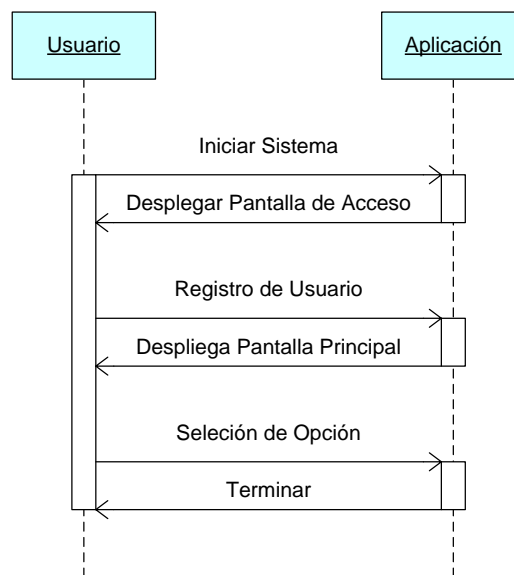 Usuario
Aplicación
Iniciar Sistema
Desplegar Pantalla de Acceso
Registro de Usuario
Despliega Pantalla Principal
Seleción de Opción
Terminar